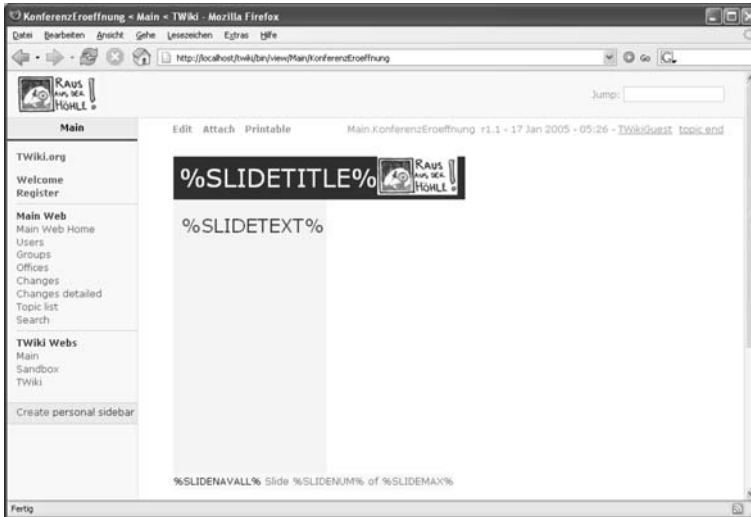 KonferenzEroeffnung < Main < TWiki - Mozilla Firefox
Datei Bearbeiten Ansicht Gehe Lesezeichen Extras Hilfe
http://localhost/twiki/bin/view/Main/KonferenzEroeffnung Go
RAUS AUS DER HÖHLE!
Jump:
Main
Edit Attach Printable Main.KonferenzEroeffnung r1.1 - 17 Jan 2005 - 05:26 - TWikiGuest topic end
TWiki.org
Welcome
Register
%SLIDETITLE% RAUS AUS DER HÖHLE!
%SLIDETEXT%
Main Web
Main Web Home
Users
Groups
Offices
Changes
Changes detailed
Topic list
Search
TWiki Webs
Main
Sandbox
TWiki
Create personal sidebar
%SLIDENAVALL% Slide %SLIDENUM% of %SLIDEMAX%
Fertig